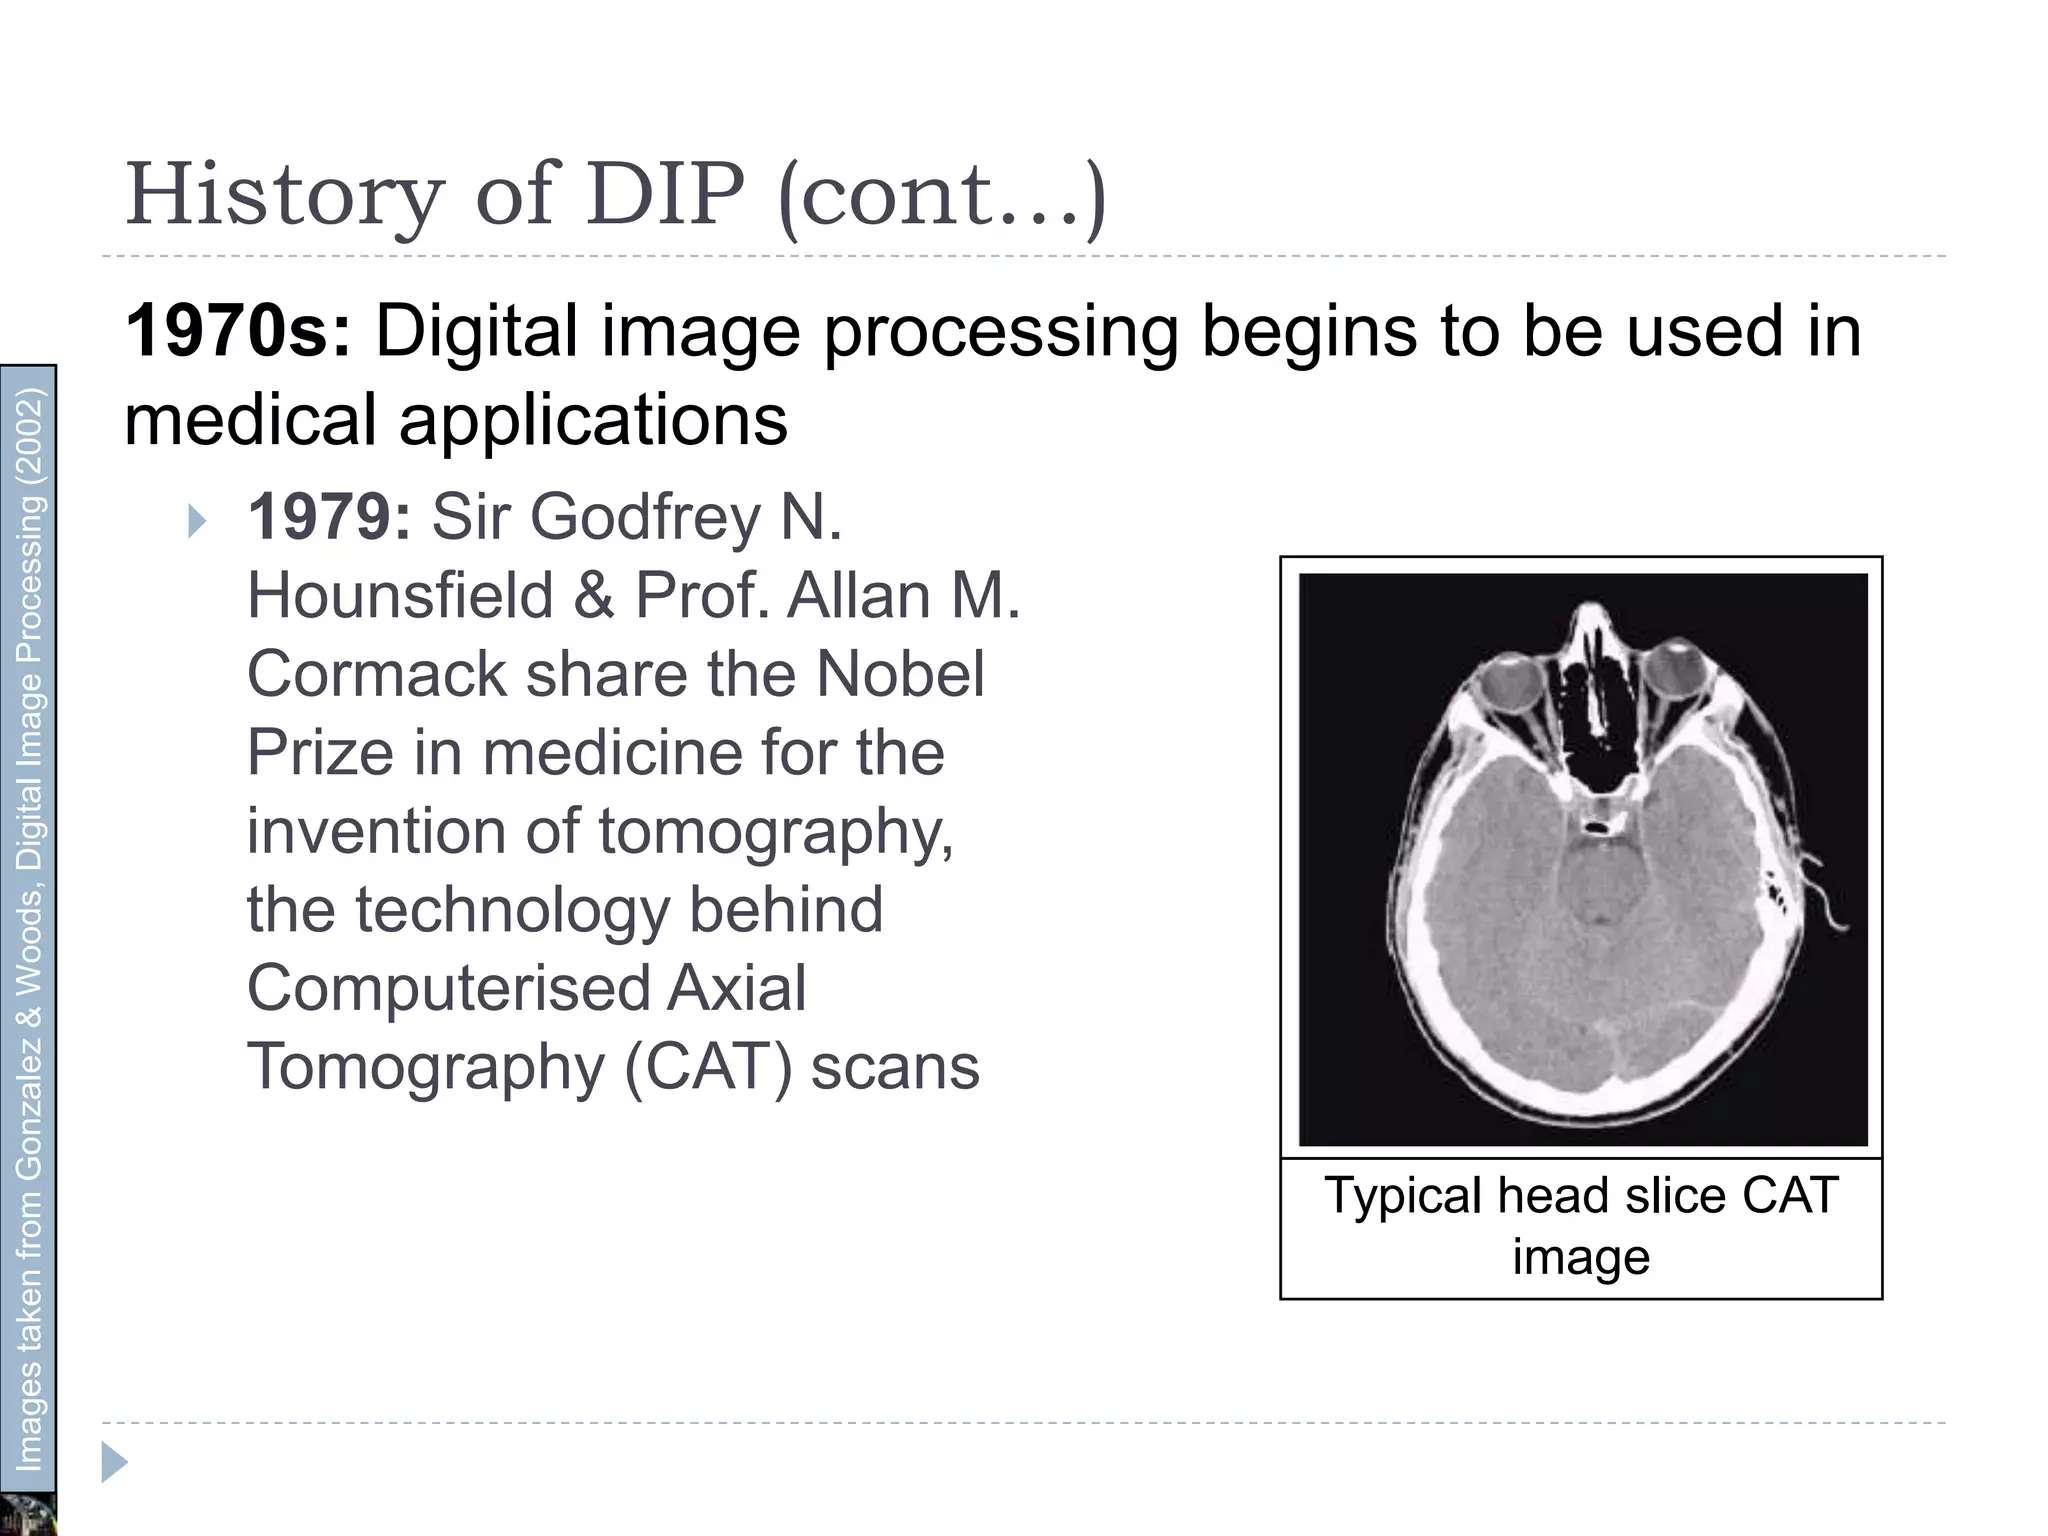 History of DIP (cont…)
1970s: Digital image processing begins to be used in
medical applications
1979: Sir Godfrey N.
Hounsfield & Prof. Allan M.
Cormack share the Nobel
Prize in medicine for the
invention of tomography,
the technology behind
Computerised Axial
Tomography (CAT) scans
Typical head slice CAT
image
Images taken from Gonzalez & Woods, Digital Image Processing (2002)